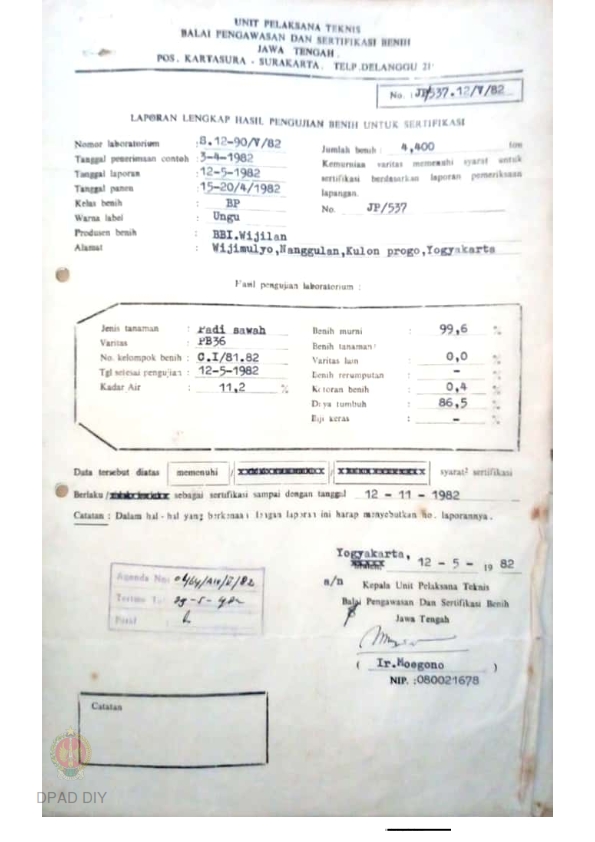 UNIT PELAKSANA TEKNIS
BALAI PENGAWASAN DAN SERTIFIKASI BENIH
JAWA TENGAH.
POS. KARTASURA - SURAKARTA. TELP. DELANGGU 21
No. : JP/537.12/V/82
LAPORAN LENGKAP HASIL PENGUJIAN BENIH UNTUK SERTIFIKASI
Nomor laboratorium : S.12-90/V/82
Tanggal penerimaan contoh : 3-4-1982
Tanggal laporan : 12-5-1982
Tanggal panen : 15-20/4/1982
Kelas benih : BP
Warna label : Ungu
Produsen benih : BBI.Wijilan
Alamat : Wijimulyo,Nanggulan,Kulon progo,Yogyakarta
Jumlah benih : 4,400 ton
Kemurnian varitas memenuhi syarat untuk
sertifikasi berdasarkan laporan pemeriksaan
lapangan.
No. JP/537
Hasil pengujian laboratorium :
Jenis tanaman : Padi sawah
Varitas : PB36
No. kelompok benih : C.I/81.82
Tgl selesai pengujian : 12-5-1982
Kadar Air : 11,2 %
Benih murni : 99,6 %
Benih tanaman²
Varitas lain : 0,0 %
Benih rerumputan : - %
Kotoran benih : 0,4 %
Daya tumbuh : 86,5 %
Biji keras : - %
Data tersebut diatas memenuhi / xxxxxxxxxxxxxx / xxxxxxxxxxxxxx syarat² sertifikasi
Berlaku / sebagai sertifikasi sampai dengan tanggal 12 - 11 - 1982
Catatan : Dalam hal - hal yang berkenaan dengan laporan ini harap menyebutkan no. laporannya.
Yogyakarta, 12 - 5 - 19 82
a/n Kepala Unit Pelaksana Teknis
Balai Pengawasan Dan Sertifikasi Benih
Jawa Tengah
( Ir.Moegono )
NIP. :080021678
Agenda No:
Terima T.
Catatan
DPAD DIY